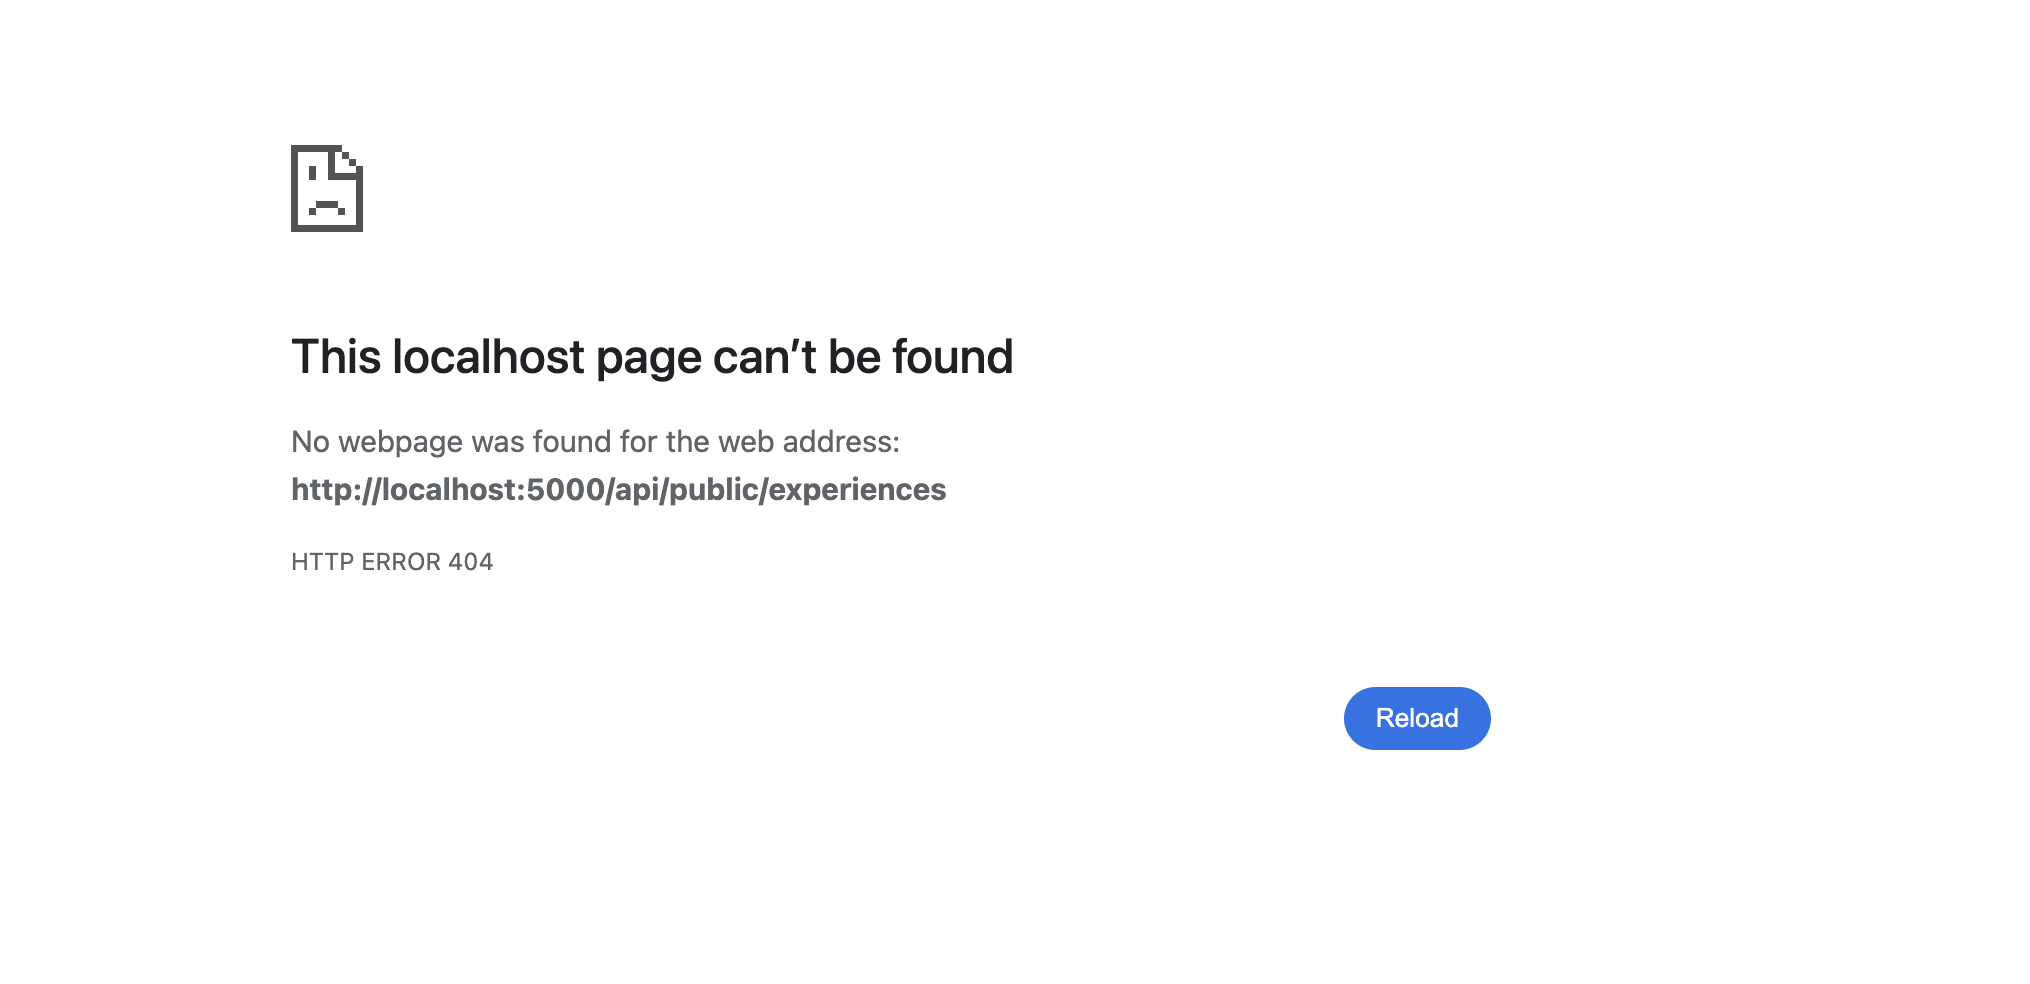 This localhost page can’t be found
No webpage was found for the web address:
http://localhost:5000/api/public/experiences
HTTP ERROR 404
Reload